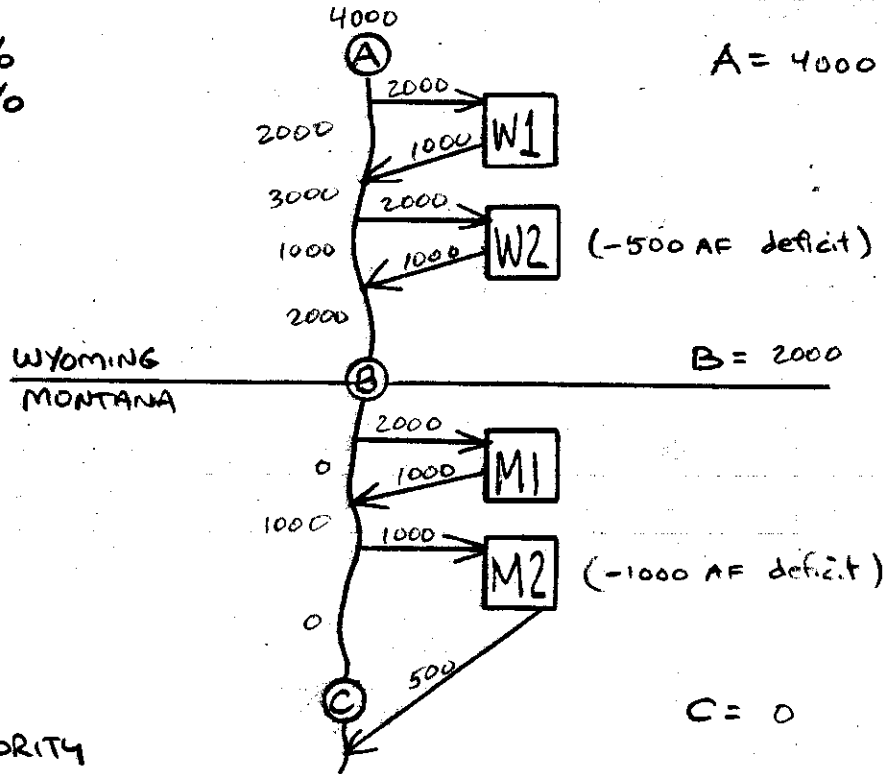 4000
%
A
A = 4000
%
2000
W1
2000
1000
3000
2000
W2
(-500 AF deficit)
1000
1000
2000
WYOMING
B
B = 2000
MONTANA
2000
M1
0
1000
1000
1000
M2
(-1000 AF deficit)
0
500
C
C = 0
ORITY